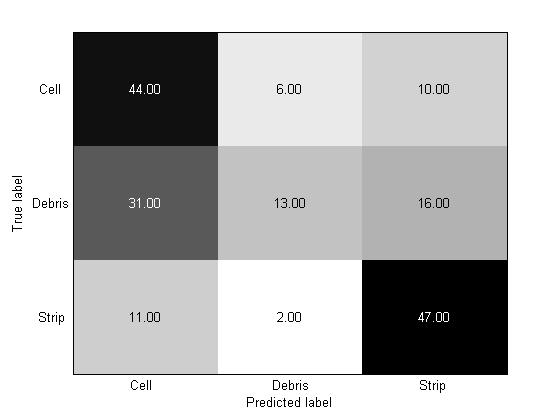 Cell 44.00 6.00 10.00
Debris 31.00 13.00 16.00
Strip 11.00 2.00 47.00
True label
Cell Debris Strip
Predicted label